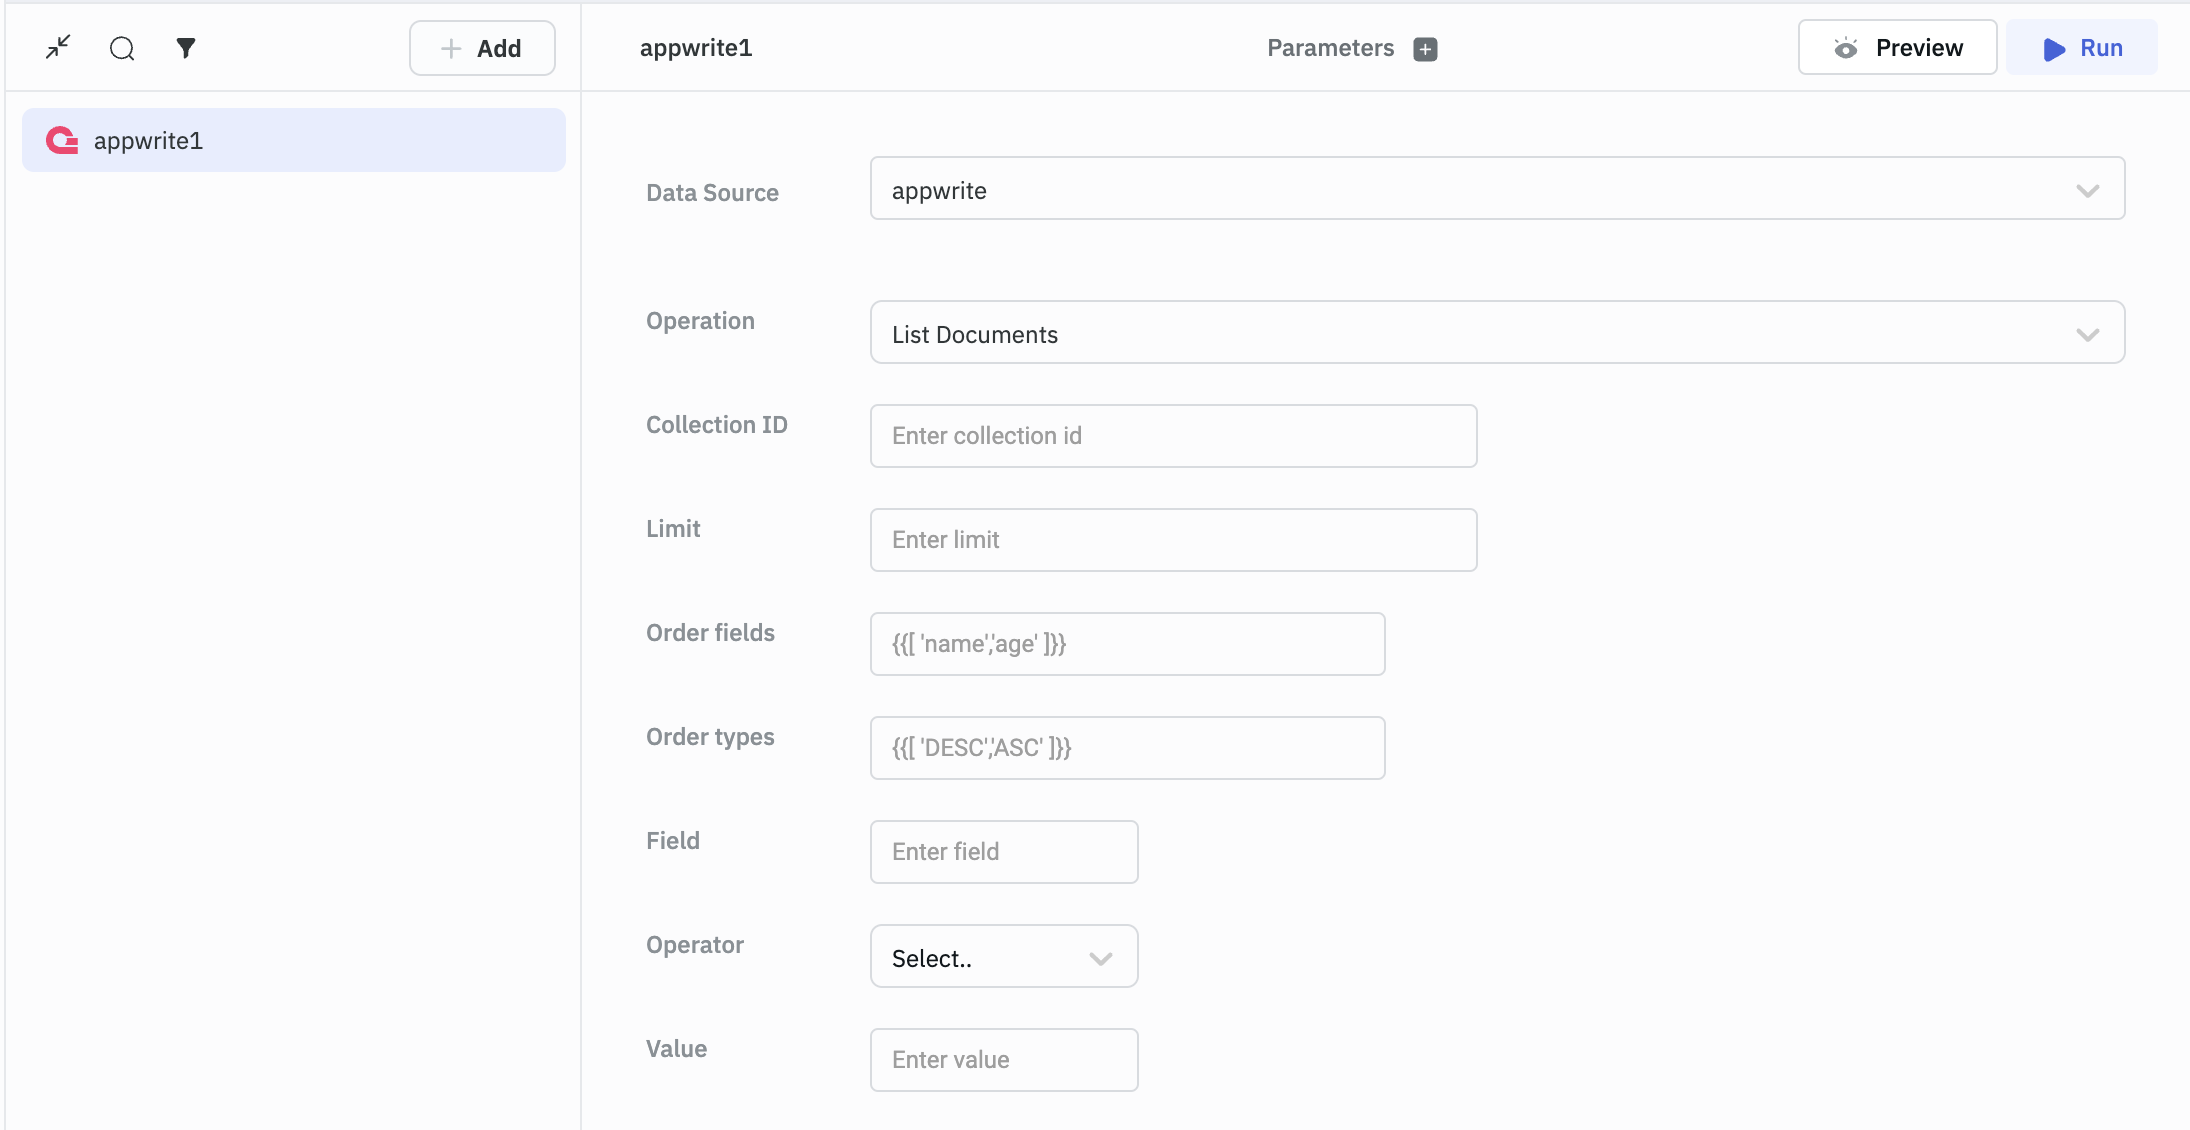 Add
appwrite1
Parameters
Preview
Run
appwrite1
Data Source
appwrite
Operation
List Documents
Collection ID
Enter collection id
Limit
Enter limit
Order fields
{{[ 'name','age' ]}}
Order types
{{[ 'DESC','ASC' ]}}
Field
Enter field
Operator
Select..
Value
Enter value